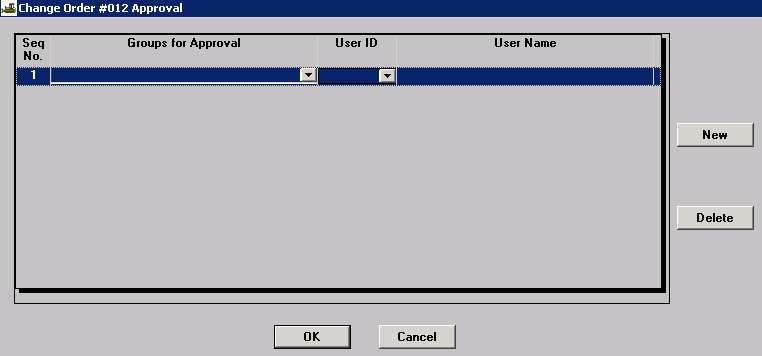 Change Order #012 Approval
Seq No. Groups for Approval User ID User Name
1
New
Delete
OK Cancel